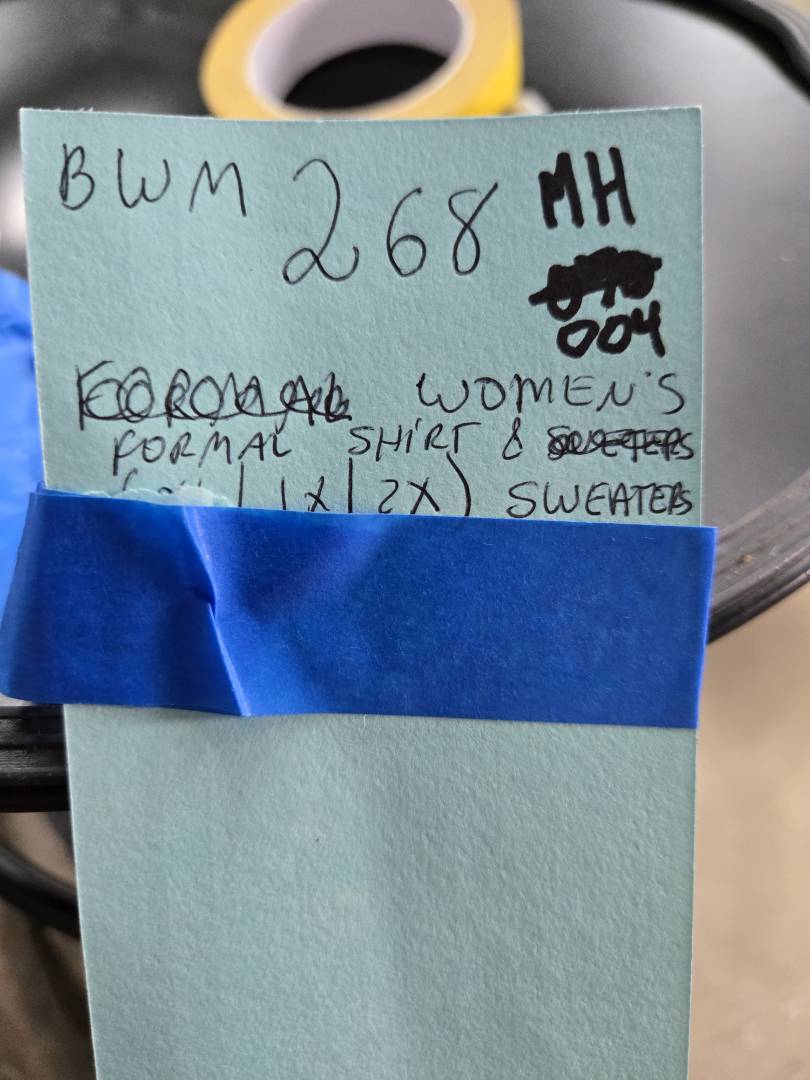 BWM 268 MH
004
WOMEN'S
FORMAL SHIRT &
1X | 2X) SWEATERS